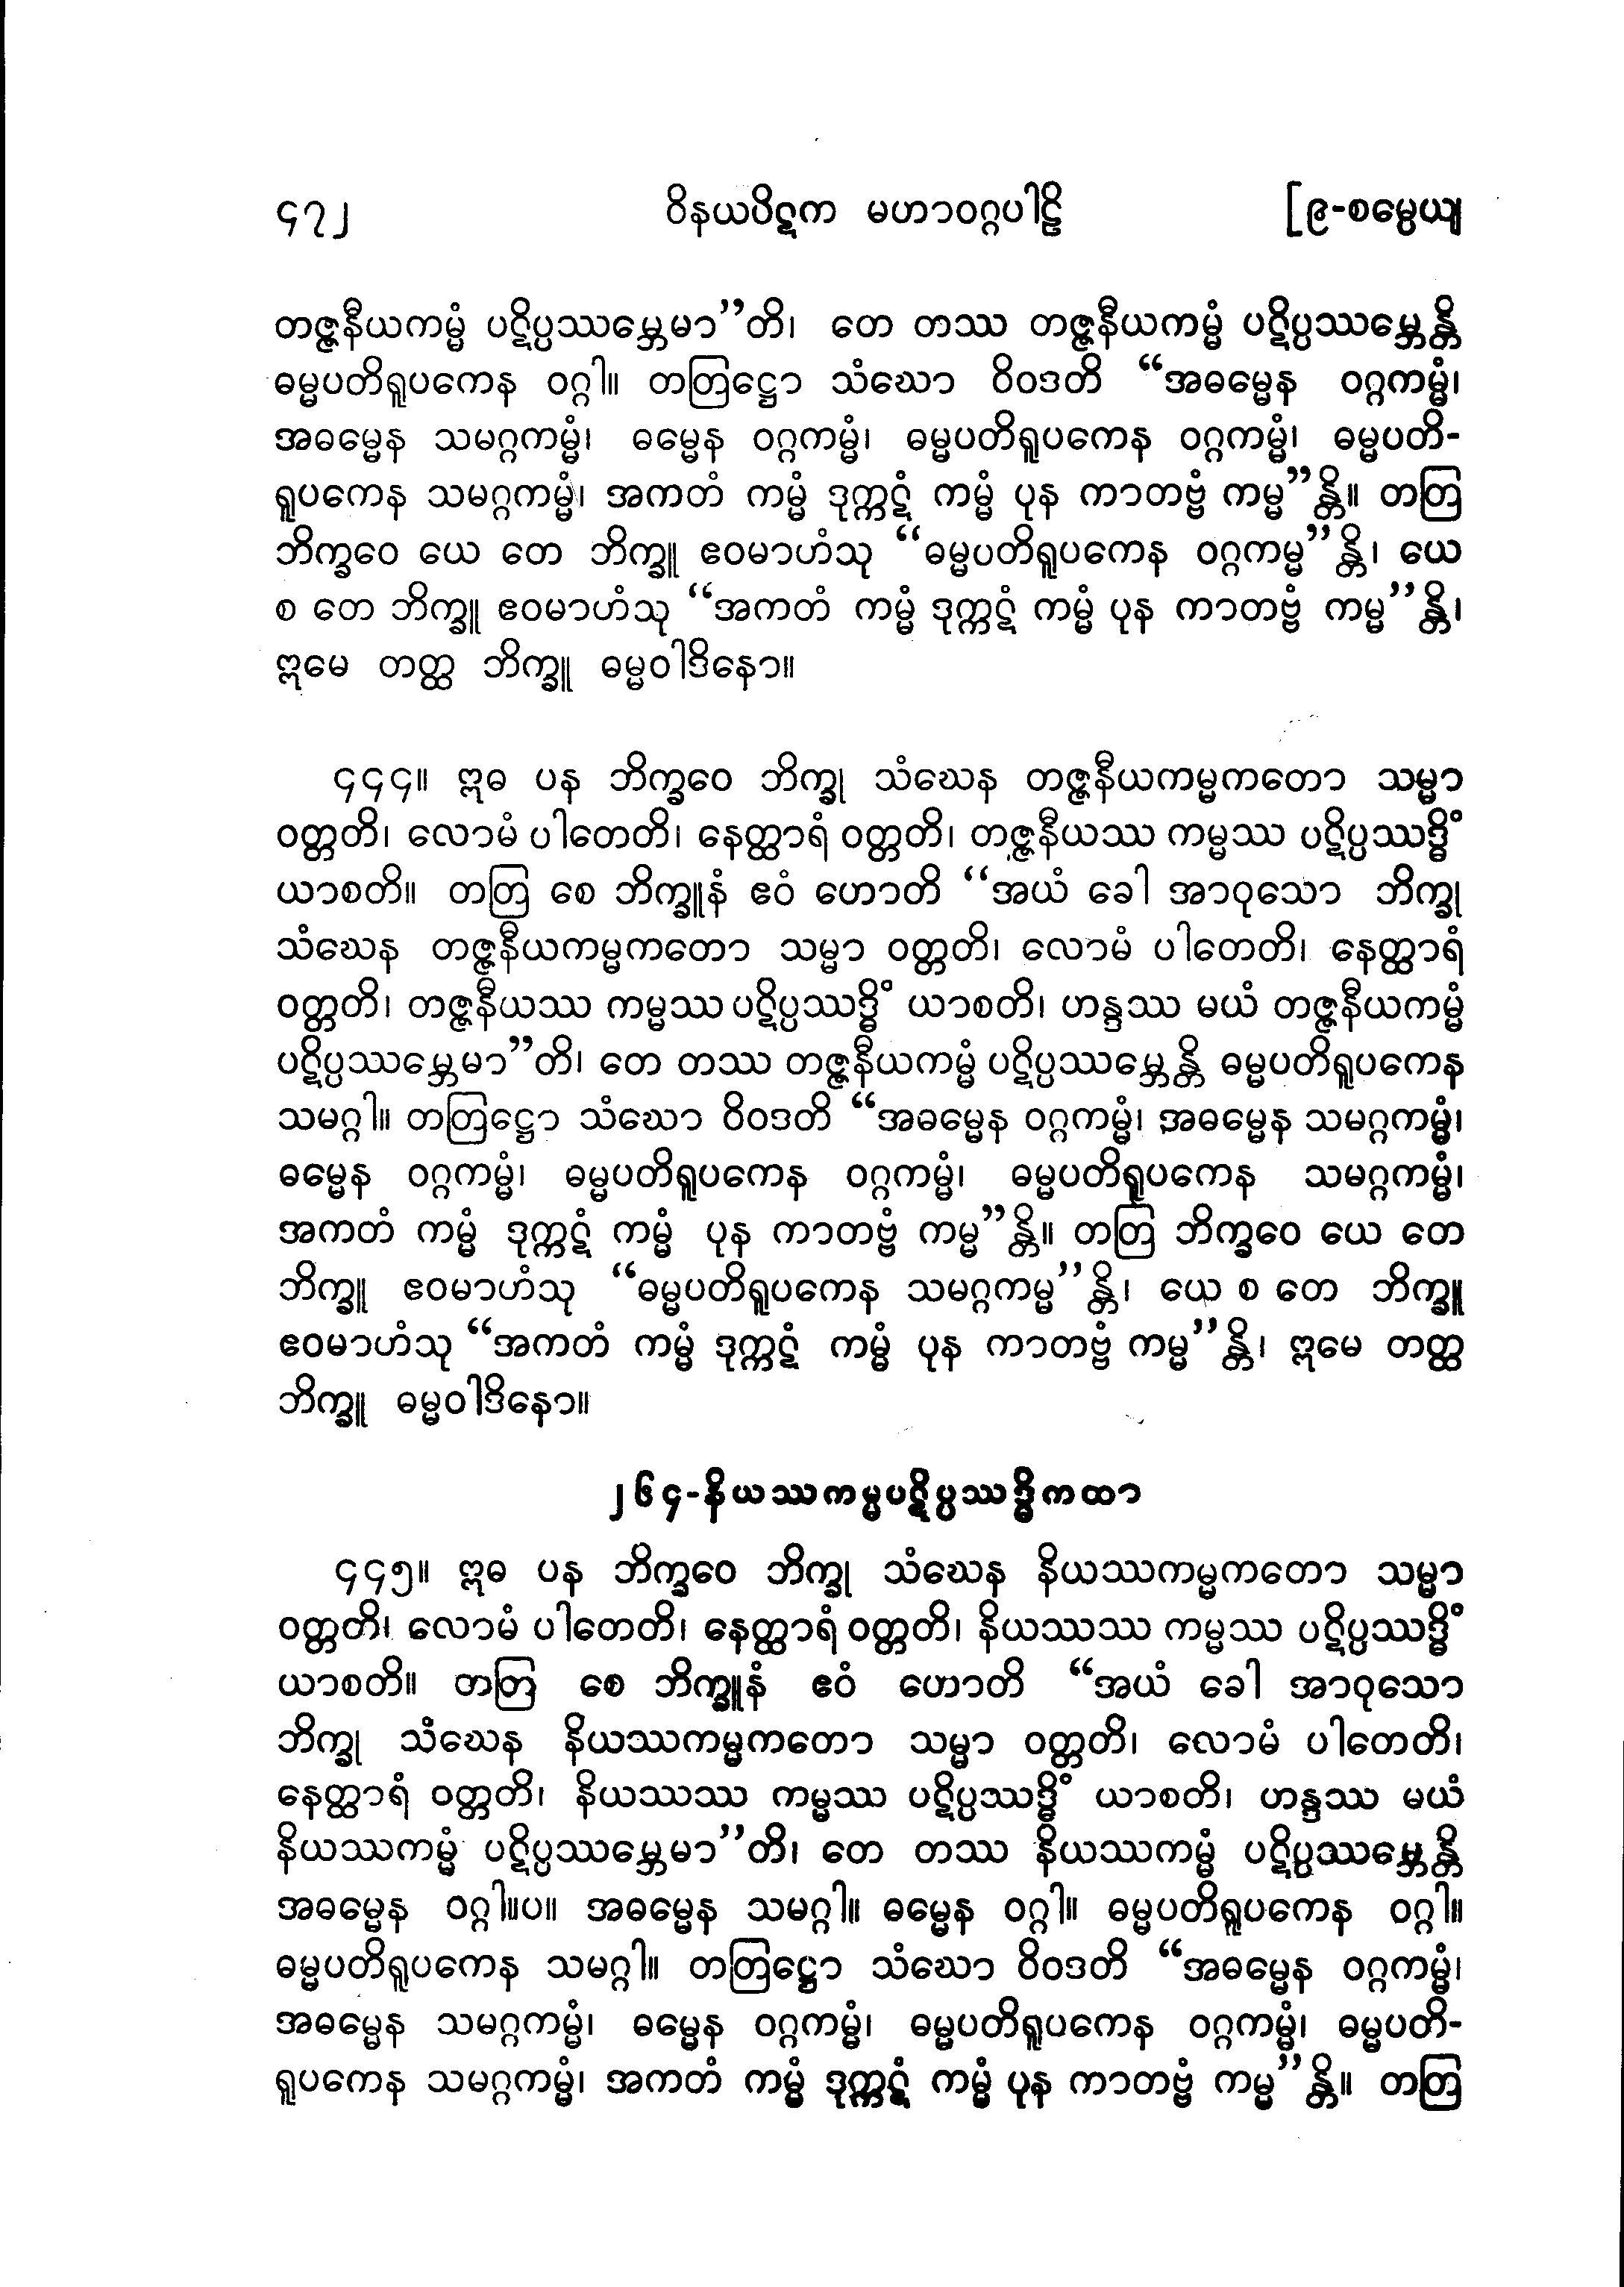 ၄၇၂ ဝိနယပိဋက မဟာဝဂ္ဂပါဠိ [၉-စမ္ပေယျ
တဇ္ဇနီယကမ္မံ ပဋိပ္ပဿမ္ဘေမာ”တိ၊ တေ တဿ တဇ္ဇနီယကမ္မံ ပဋိပ္ပဿမ္ဘေန္တိ
ဓမ္မပတိရူပကေန ဝဂ္ဂါ။ တတြဋ္ဌော သံဃော ဝိဝဒတိ “အဓမ္မေန ဝဂ္ဂကမ္မံ၊
အဓမ္မေန သမဂ္ဂကမ္မံ၊ ဓမ္မေန ဝဂ္ဂကမ္မံ၊ ဓမ္မပတိရူပကေန ဝဂ္ဂကမ္မံ၊ ဓမ္မပတိ-
ရူပကေန သမဂ္ဂကမ္မံ၊ အကတံ ကမ္မံ ဒုက္ကဋံ ကမ္မံ ပုန ကာတဗ္ဗံ ကမ္မ”န္တိ။ တတြ
ဘိက္ခဝေ ယေ တေ ဘိက္ခူ ဧဝမာဟံသု “ဓမ္မပတိရူပကေန ဝဂ္ဂကမ္မ”န္တိ၊ ယေ
စ တေ ဘိက္ခူ ဧဝမာဟံသု “အကတံ ကမ္မံ ဒုက္ကဋံ ကမ္မံ ပုန ကာတဗ္ဗံ ကမ္မ”န္တိ၊
ဣမေ တတ္ထ ဘိက္ခူ ဓမ္မဝါဒိနော။
၄၄၄။ ဣဓ ပန ဘိက္ခဝေ ဘိက္ခု သံဃေန တဇ္ဇနီယကမ္မကတော သမ္မာ
ဝတ္တတိ၊ လောမံ ပါတေတိ၊ နေတ္ထာရံ ဝတ္တတိ၊ တဇ္ဇနီယဿ ကမ္မဿ ပဋိပ္ပဿဒ္ဓိံ
ယာစတိ။ တတြ စေ ဘိက္ခူနံ ဧဝံ ဟောတိ “အယံ ခေါ အာဝုသော ဘိက္ခု
သံဃေန တဇ္ဇနီယကမ္မကတော သမ္မာ ဝတ္တတိ၊ လောမံ ပါတေတိ၊ နေတ္ထာရံ
ဝတ္တတိ၊ တဇ္ဇနီယဿ ကမ္မဿ ပဋိပ္ပဿဒ္ဓိံ ယာစတိ၊ ဟန္ဒဿ မယံ တဇ္ဇနီယကမ္မံ
ပဋိပ္ပဿမ္ဘေမာ”တိ၊ တေ တဿ တဇ္ဇနီယကမ္မံ ပဋိပ္ပဿမ္ဘေန္တိ ဓမ္မပတိရူပကေန
သမဂ္ဂါ။ တတြဋ္ဌော သံဃော ဝိဝဒတိ “အဓမ္မေန ဝဂ္ဂကမ္မံ၊ အဓမ္မေန သမဂ္ဂကမ္မံ၊
ဓမ္မေန ဝဂ္ဂကမ္မံ၊ ဓမ္မပတိရူပကေန ဝဂ္ဂကမ္မံ၊ ဓမ္မပတိရူပကေန သမဂ္ဂကမ္မံ၊
အကတံ ကမ္မံ ဒုက္ကဋံ ကမ္မံ ပုန ကာတဗ္ဗံ ကမ္မ”န္တိ။ တတြ ဘိက္ခဝေ ယေ တေ
ဘိက္ခူ ဧဝမာဟံသု “ဓမ္မပတိရူပကေန သမဂ္ဂကမ္မ”န္တိ၊ ယေ စ တေ ဘိက္ခူ
ဧဝမာဟံသု “အကတံ ကမ္မံ ဒုက္ကဋံ ကမ္မံ ပုန ကာတဗ္ဗံ ကမ္မ”န္တိ၊ ဣမေ တတ္ထ
ဘိက္ခူ ဓမ္မဝါဒိနော။
၂၆၄-နိယဿကမ္မပဋိပ္ပဿဒ္ဓိကထာ
၄၄၅။ ဣဓ ပန ဘိက္ခဝေ ဘိက္ခု သံဃေန နိယဿကမ္မကတော သမ္မာ
ဝတ္တတိ၊ လောမံ ပါတေတိ၊ နေတ္ထာရံ ဝတ္တတိ၊ နိယဿဿ ကမ္မဿ ပဋိပ္ပဿဒ္ဓိံ
ယာစတိ။ တတြ စေ ဘိက္ခူနံ ဧဝံ ဟောတိ “အယံ ခေါ အာဝုသော
ဘိက္ခု သံဃေန နိယဿကမ္မကတော သမ္မာ ဝတ္တတိ၊ လောမံ ပါတေတိ၊
နေတ္ထာရံ ဝတ္တတိ၊ နိယဿဿ ကမ္မဿ ပဋိပ္ပဿဒ္ဓိံ ယာစတိ၊ ဟန္ဒဿ မယံ
နိယဿကမ္မံ ပဋိပ္ပဿမ္ဘေမာ”တိ၊ တေ တဿ နိယဿကမ္မံ ပဋိပ္ပဿမ္ဘေန္တိ
အဓမ္မေန ဝဂ္ဂါ။ပ။ အဓမ္မေန သမဂ္ဂါ။ ဓမ္မေန ဝဂ္ဂါ။ ဓမ္မပတိရူပကေန ဝဂ္ဂါ။
ဓမ္မပတိရူပကေန သမဂ္ဂါ။ တတြဋ္ဌော သံဃော ဝိဝဒတိ “အဓမ္မေန ဝဂ္ဂကမ္မံ၊
အဓမ္မေန သမဂ္ဂကမ္မံ၊ ဓမ္မေန ဝဂ္ဂကမ္မံ၊ ဓမ္မပတိရူပကေန ဝဂ္ဂကမ္မံ၊ ဓမ္မပတိ-
ရူပကေန သမဂ္ဂကမ္မံ၊ အကတံ ကမ္မံ ဒုက္ကဋံ ကမ္မံ ပုန ကာတဗ္ဗံ ကမ္မ”န္တိ။ တတြ